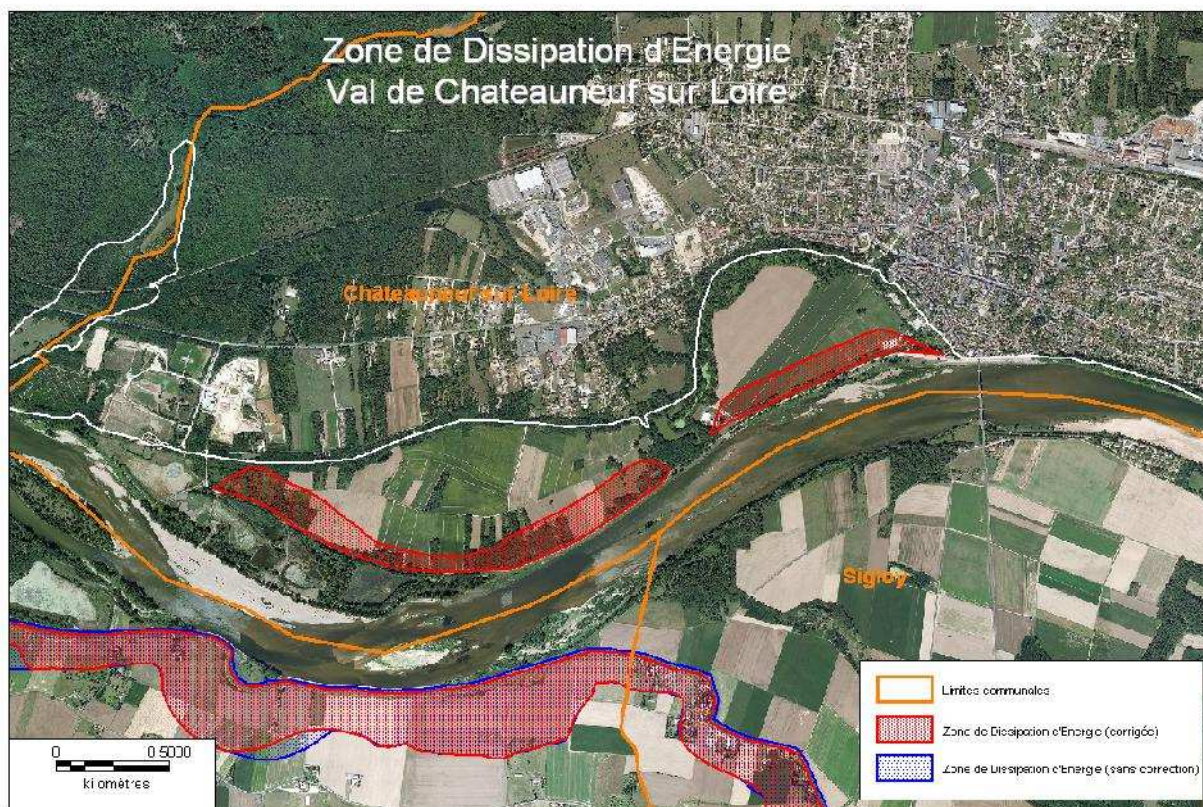 Zone de Dissipation d'Energie
Val de Chateauneuf sur Loire
Chateauneuf sur Loire
Sigloy
Limites communales
Zone de Dissipation d'Energie (corrigée)
Zone de Dissipation d'Energie (sans correction)
0 0.5000
kilomètres